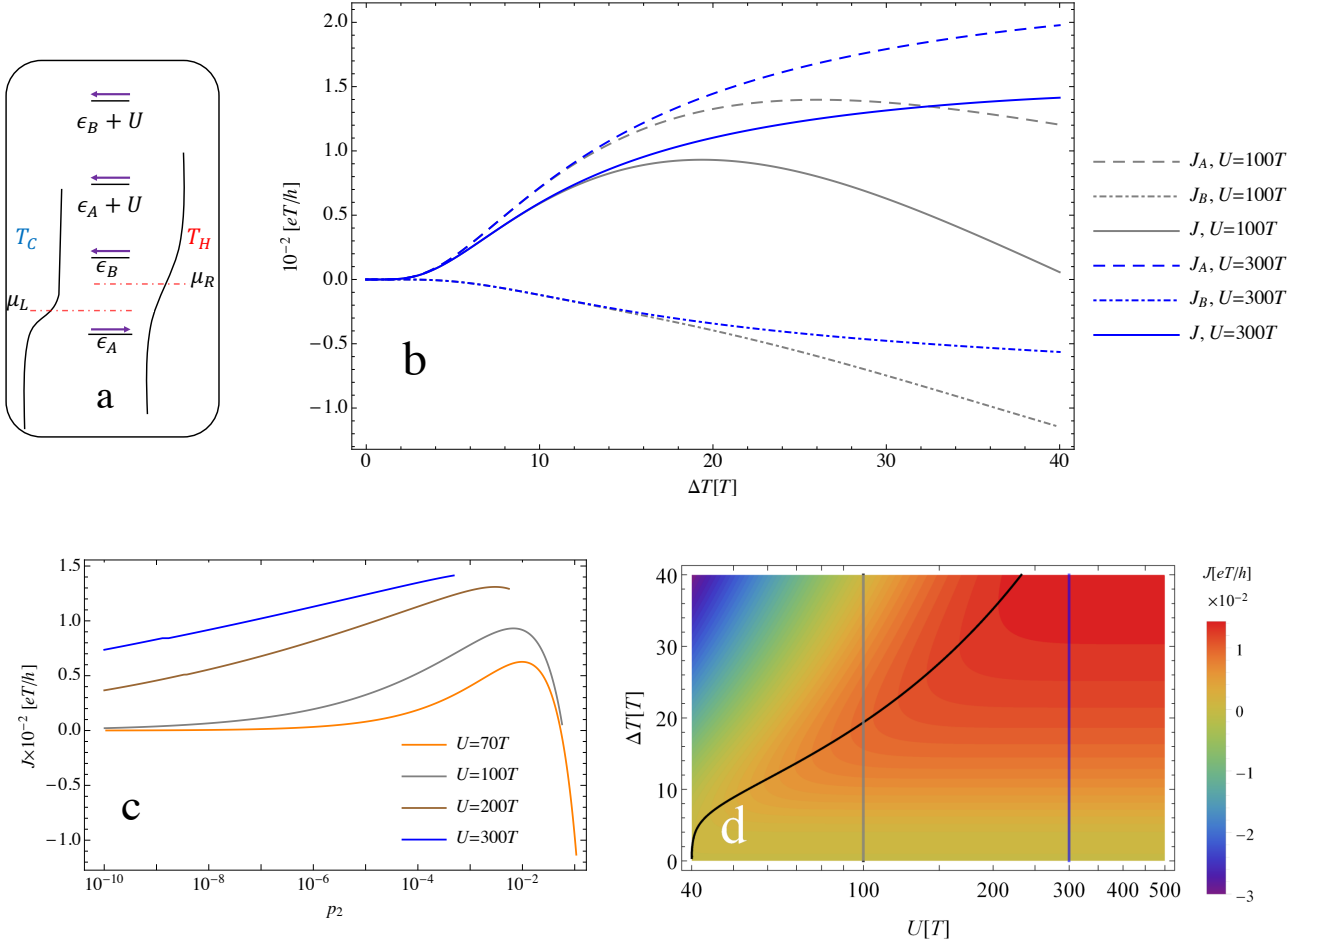 ϵ_B + U
ϵ_A + U
T_C
T_H
ϵ_B
μ_R
μ_L
ϵ_A
a
2.0
1.5
1.0
0.5
0.0
−0.5
−1.0
10⁻² [eT/h]
0
10
20
30
40
ΔT[T]
b
J_A, U=100T
J_B, U=100T
J, U=100T
J_A, U=300T
J_B, U=300T
J, U=300T
1.5
1.0
0.5
0.0
−0.5
−1.0
J×10⁻² [eT/h]
10⁻¹⁰
10⁻⁸
10⁻⁶
10⁻⁴
10⁻²
p₂
U=70T
U=100T
U=200T
U=300T
c
40
30
20
10
0
ΔT[T]
40
100
200
300
400
500
U[T]
d
J[eT/h]
×10⁻²
1
0
−1
−2
−3